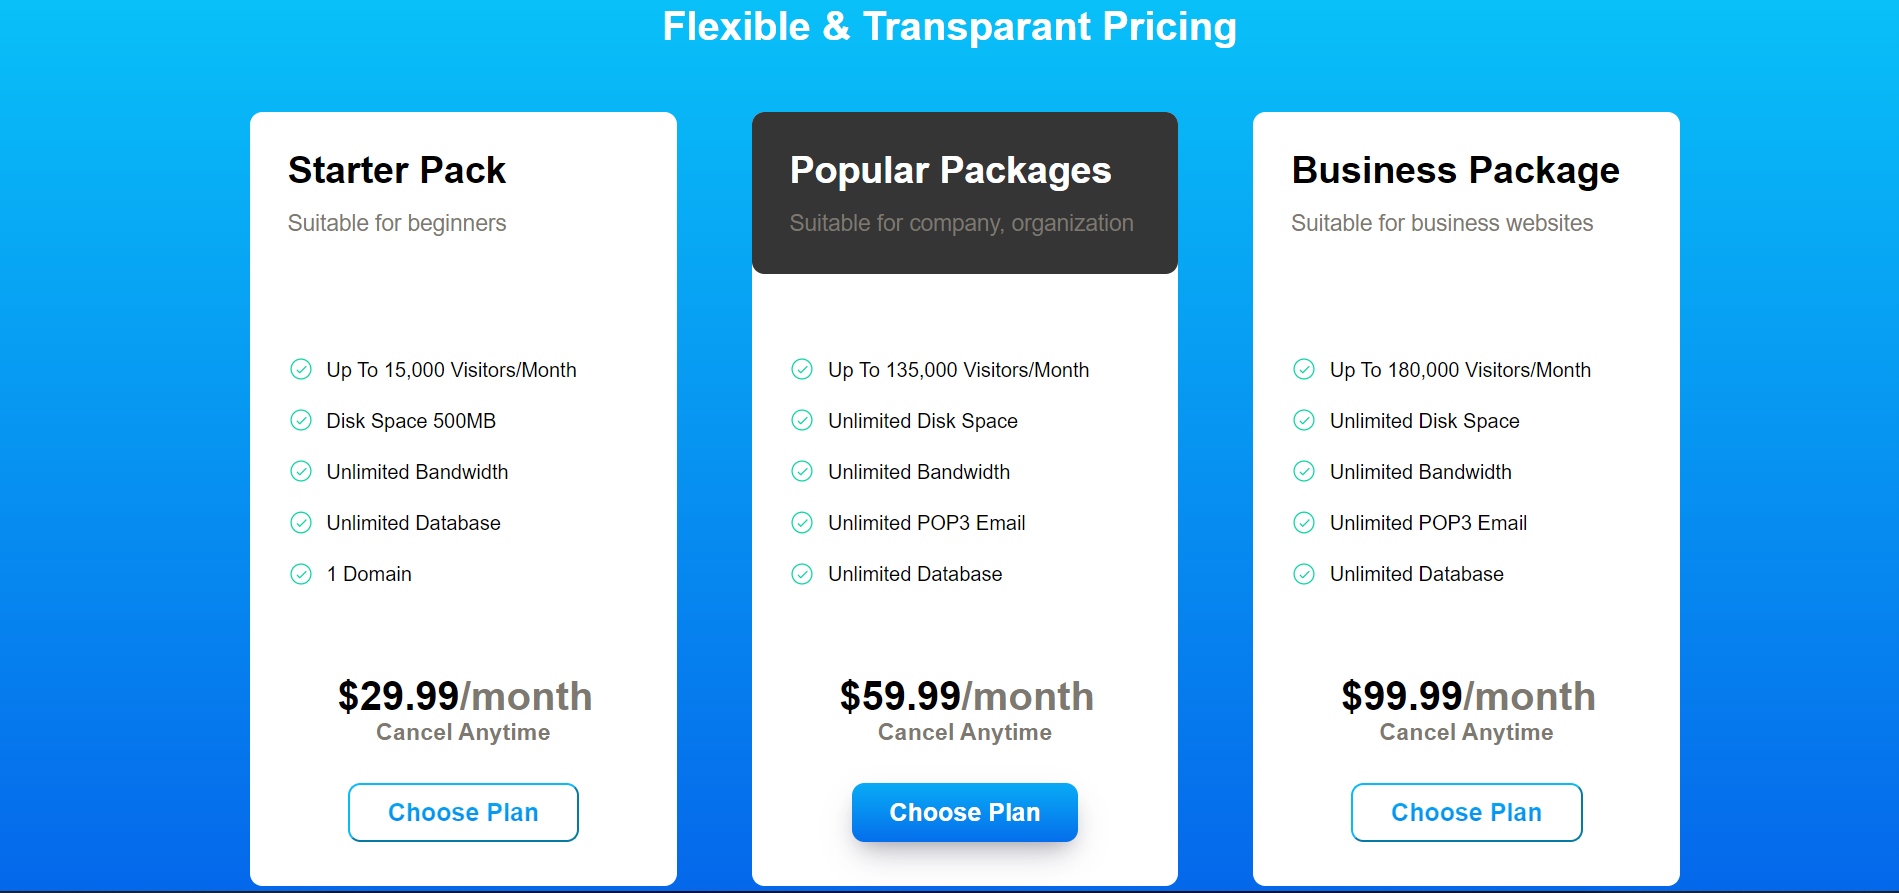 Flexible & Transparant Pricing
Starter Pack
Suitable for beginners
Up To 15,000 Visitors/Month
Disk Space 500MB
Unlimited Bandwidth
Unlimited Database
1 Domain
$29.99/month
Cancel Anytime
Choose Plan
Popular Packages
Suitable for company, organization
Up To 135,000 Visitors/Month
Unlimited Disk Space
Unlimited Bandwidth
Unlimited POP3 Email
Unlimited Database
$59.99/month
Cancel Anytime
Choose Plan
Business Package
Suitable for business websites
Up To 180,000 Visitors/Month
Unlimited Disk Space
Unlimited Bandwidth
Unlimited POP3 Email
Unlimited Database
$99.99/month
Cancel Anytime
Choose Plan